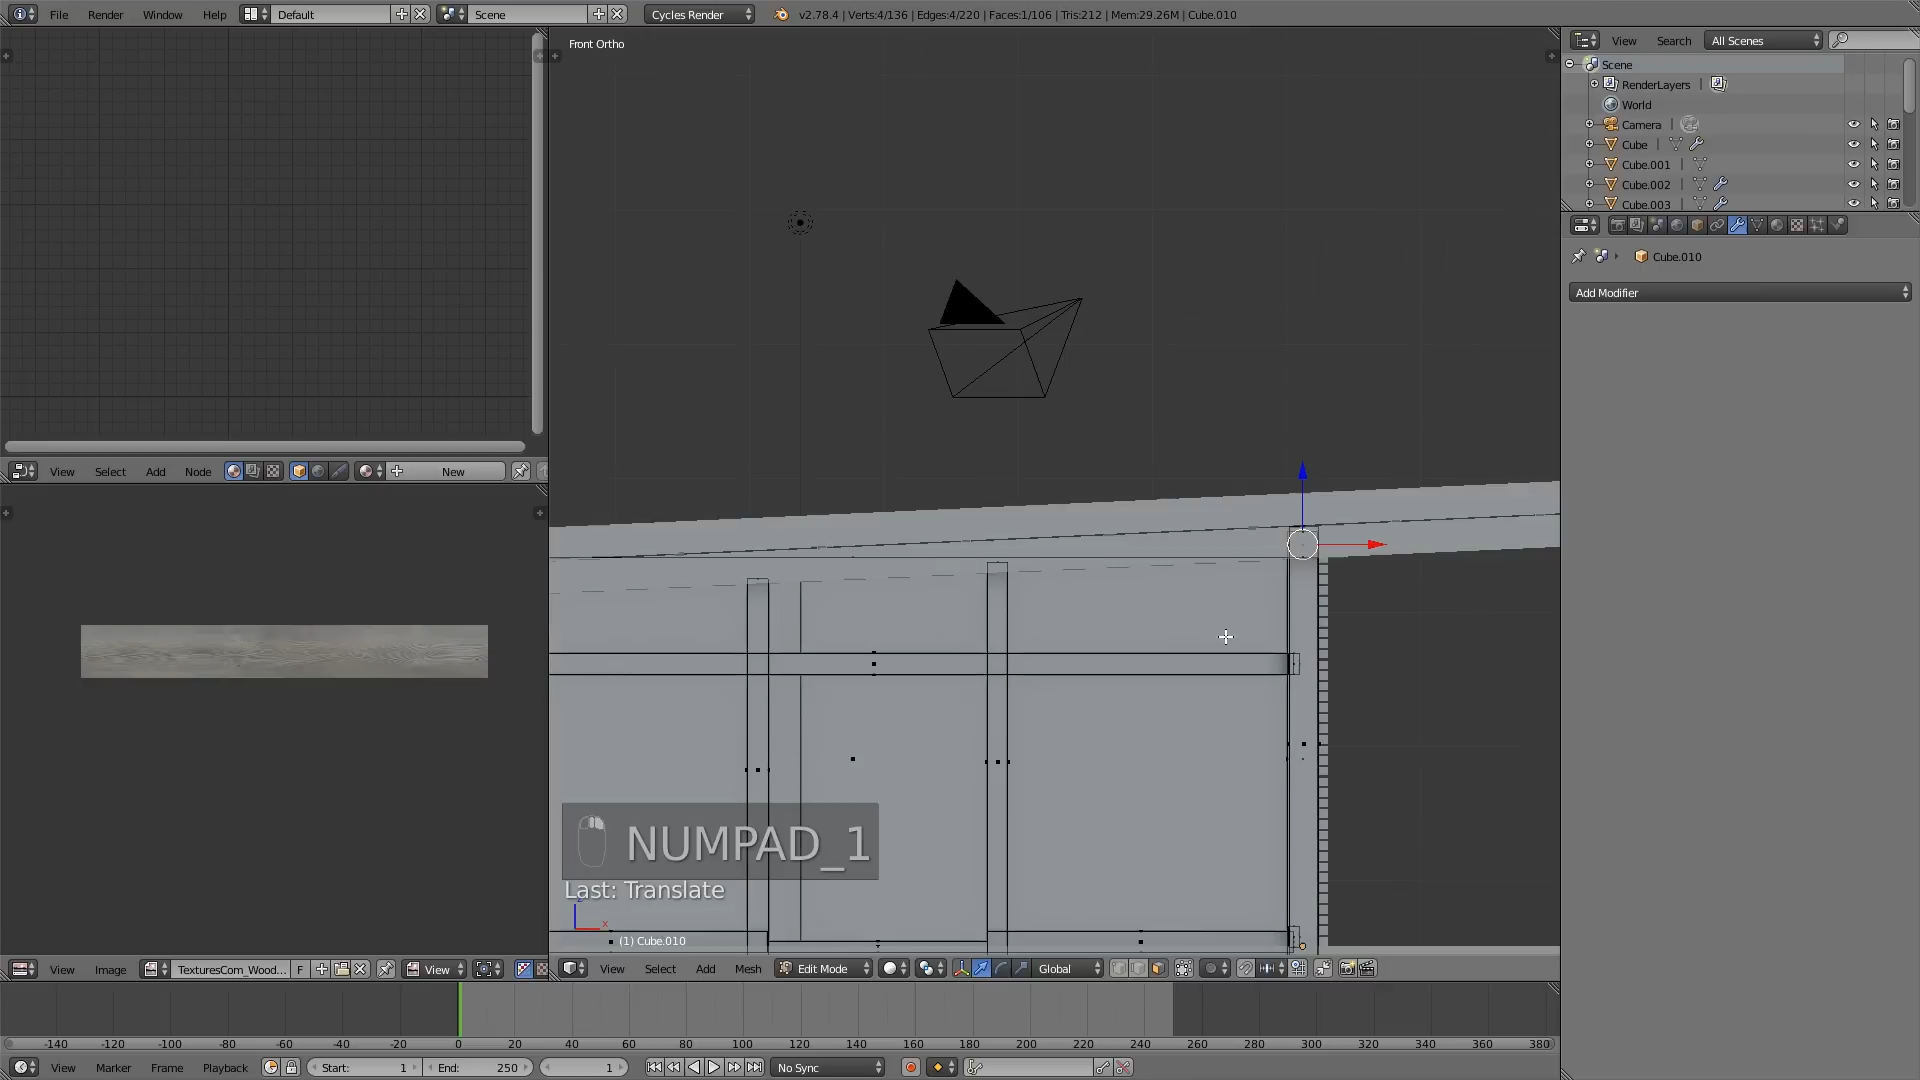 File Render Window Help Default Scene Cycles Render v2.78.4 | Verts:4/136 | Edges:4/220 | Faces:1/106 | Tris:212 | Mem:29.26M | Cube.010
Front Ortho
View Search All Scenes
Scene
RenderLayers |
World
Camera |
Cube |
Cube.001 |
Cube.002 |
Cube.003 |
Cube.010
Add Modifier
View Select Add Node New
NUMPAD_1
Last: Translate
x
(1) Cube.010
View Image TexturesCom_Wood... F View
View Select Add Mesh Edit Mode Global
-140 -120 -100 -80 -60 -40 -20 0 20 40 60 80 100 120 140 160 180 200 220 240 260 280 300 320 340 360 380
View Marker Frame Playback Start: 1 End: 250 1 No Sync